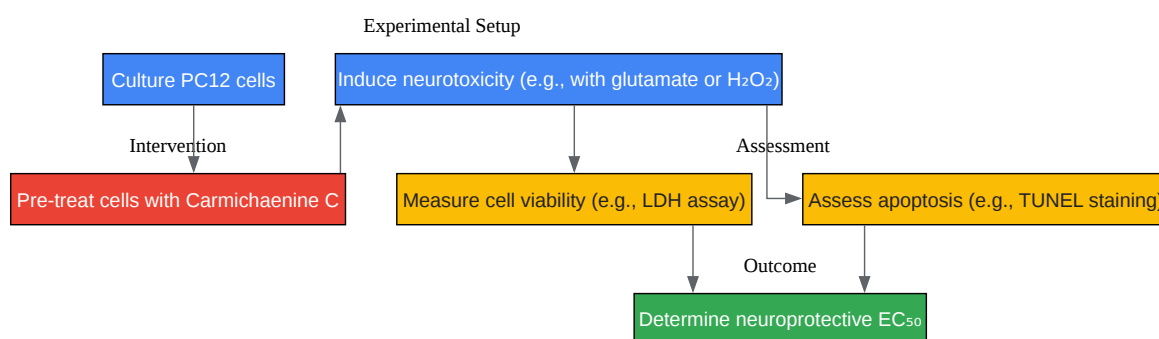 Experimental Setup
Culture PC12 cells
Induce neurotoxicity (e.g., with glutamate or H₂O₂)
Intervention
Assessment
Pre-treat cells with Carmichaenine C
Measure cell viability (e.g., LDH assay)
Assess apoptosis (e.g., TUNEL staining)
Outcome
Determine neuroprotective EC₅₀